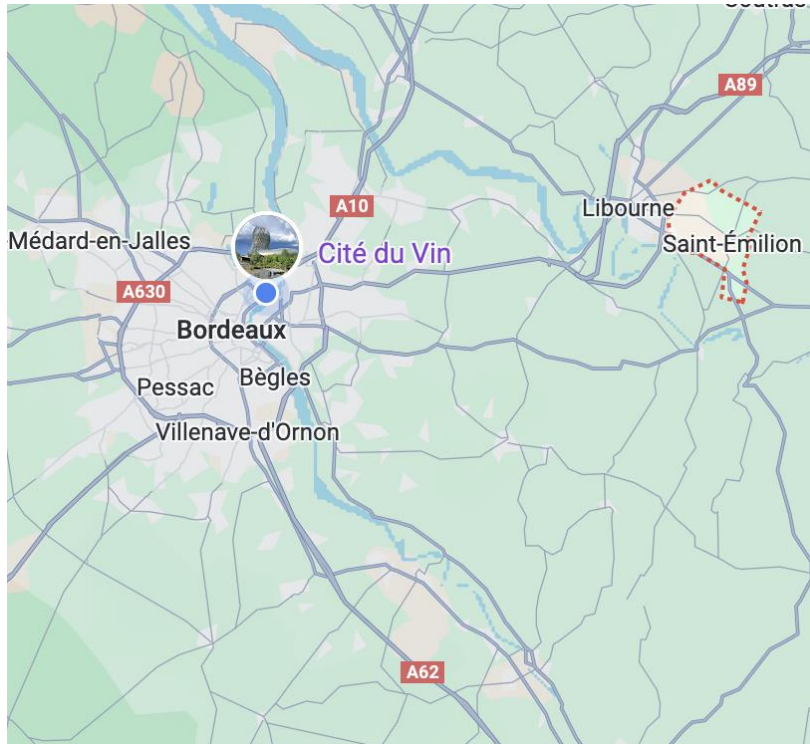 A89
A10
Libourne
Médard-en-Jalles
Cité du Vin
Saint-Émilion
A630
Bordeaux
Pessac
Bègles
Villenave-d'Ornon
A62